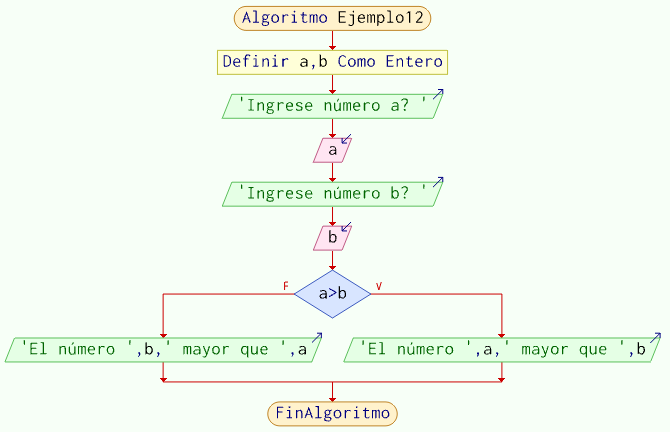 Algoritmo Ejemplo12
Definir a,b Como Entero
'Ingrese número a? '
a
'Ingrese número b? '
b
F
a>b
V
'El número ',b,' mayor que ',a
'El número ',a,' mayor que ',b
FinAlgoritmo